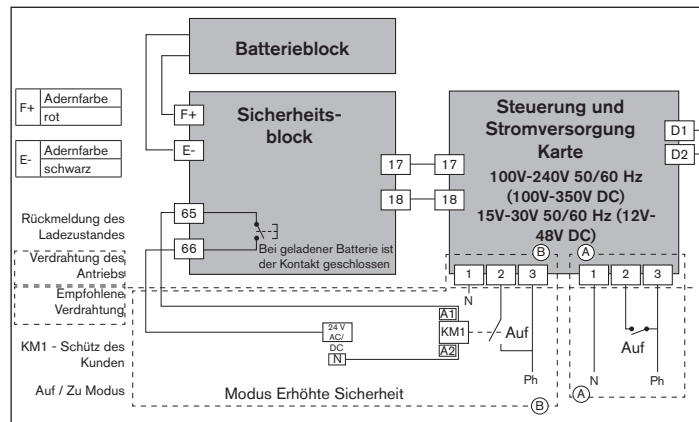 Batterieblock
F+
Adernfarbe
rot
E-
Adernfarbe
schwarz
F+
E-
Sicherheits-
block
17
18
17
18
Steuerung und
Stromversorgung
Karte
100V-240V 50/60 Hz
(100V-350V DC)
15V-30V 50/60 Hz (12V-
48V DC)
D1
D2
65
66
Bei geladener Batterie ist
der Kontakt geschlossen
Rückmeldung des
Ladezustandes
Verdrahtung des
Antriebs
Empfohlene
Verdrahtung
KM1 - Schütz des
Kunden
Auf / Zu Modus
B
A
1
2
3
1
2
3
N
A1
KM1
A2
Auf
Auf
24 V
AC/
DC
N
Ph
N
Ph
Modus Erhöhte Sicherheit
B
A